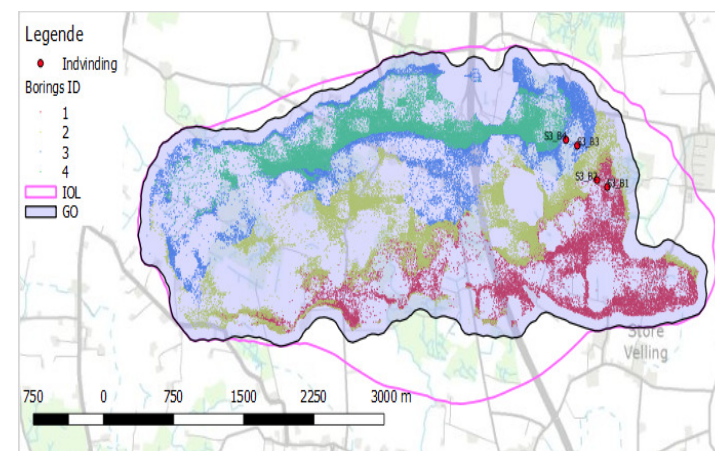 Legende
Indvinding
Borings ID
1
2
3
4
IOL
GO
S3_B4
S3_B3
S3_B2
S3_B1
Store
Velling
750 0 750 1500 2250 3000 m